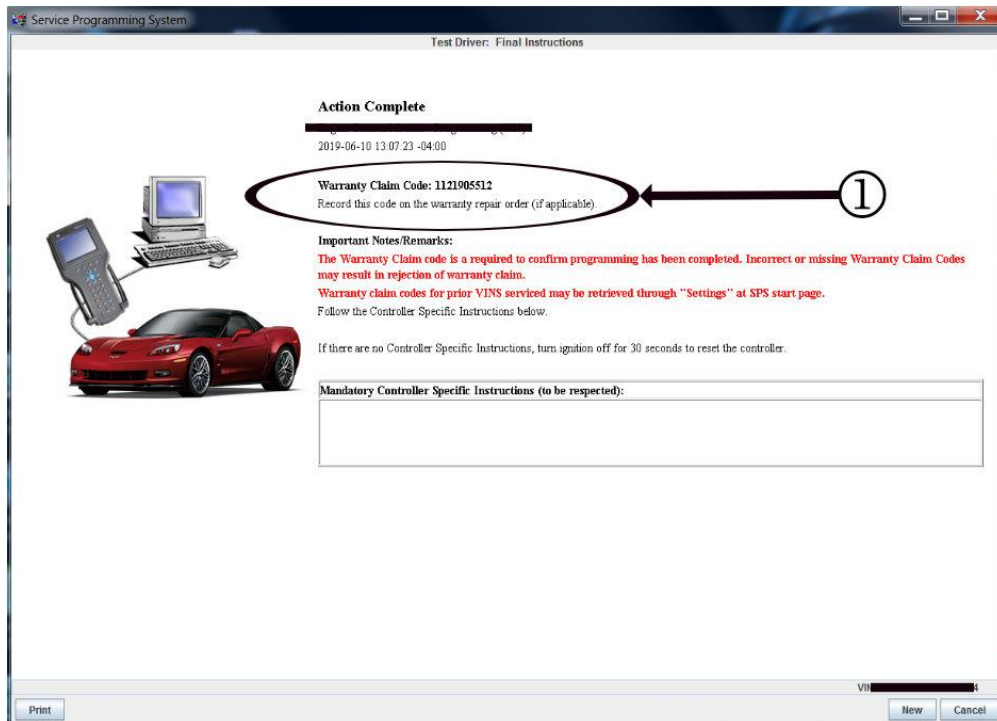 Service Programming System
Test Driver: Final Instructions
Action Complete
2019-06-10 13:07:23 -04:00
Warranty Claim Code: 1121905512
Record this code on the warranty repair order (if applicable).
1
Important Notes/Remarks:
The Warranty Claim code is a required to confirm programming has been completed. Incorrect or missing Warranty Claim Codes
may result in rejection of warranty claim.
Warranty claim codes for prior VINS serviced may be retrieved through "Settings" at SPS start page.
Follow the Controller Specific Instructions below.
If there are no Controller Specific Instructions, turn ignition off for 30 seconds to reset the controller.
Mandatory Controller Specific Instructions (to be respected):
4
Print
New
Cancel